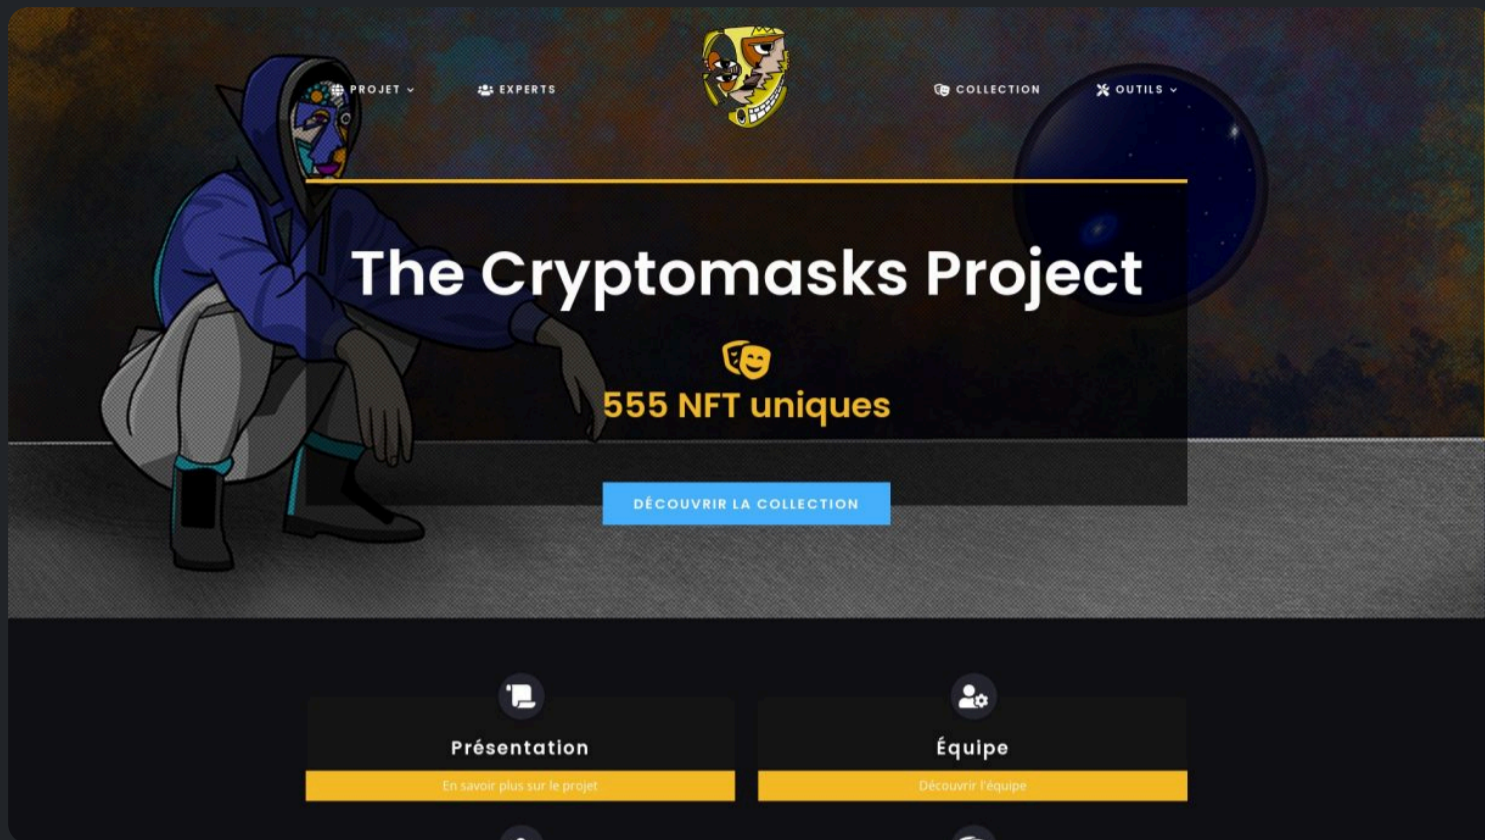 PROJET
EXPERTS
COLLECTION
OUTILS
The Cryptomasks Project
555 NFT uniques
DÉCOUVRIR LA COLLECTION
Présentation
En savoir plus sur le projet
Équipe
Découvrir l'équipe